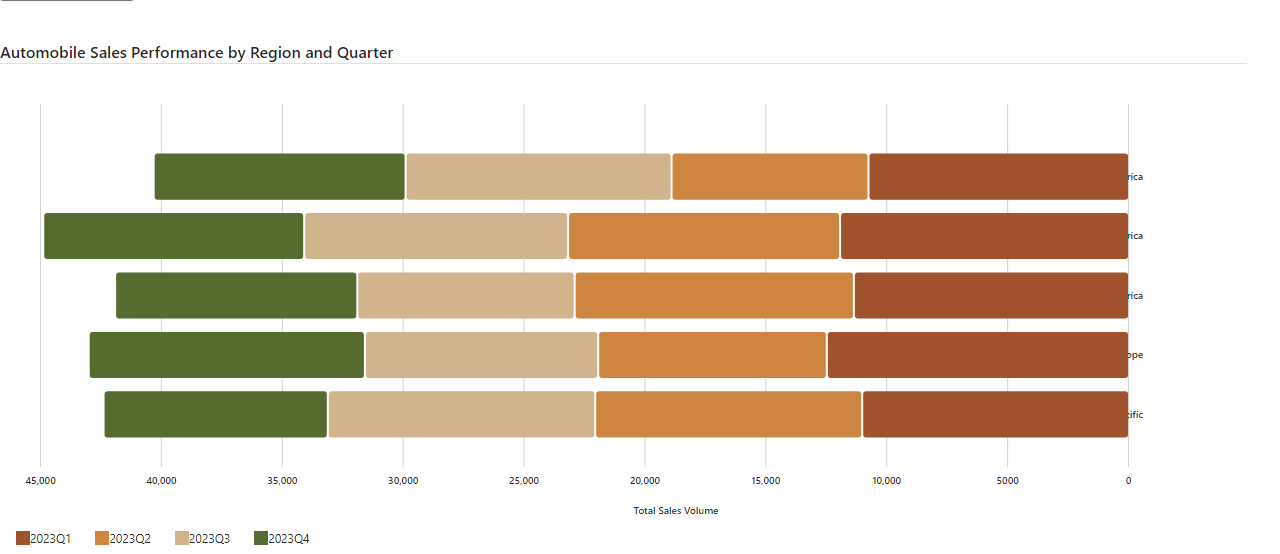 Automobile Sales Performance by Region and Quarter
rica
rica
rica
ope
cific
45,000 40,000 35,000 30,000 25,000 20,000 15,000 10,000 5000 0
Total Sales Volume
2023Q1 2023Q2 2023Q3 2023Q4